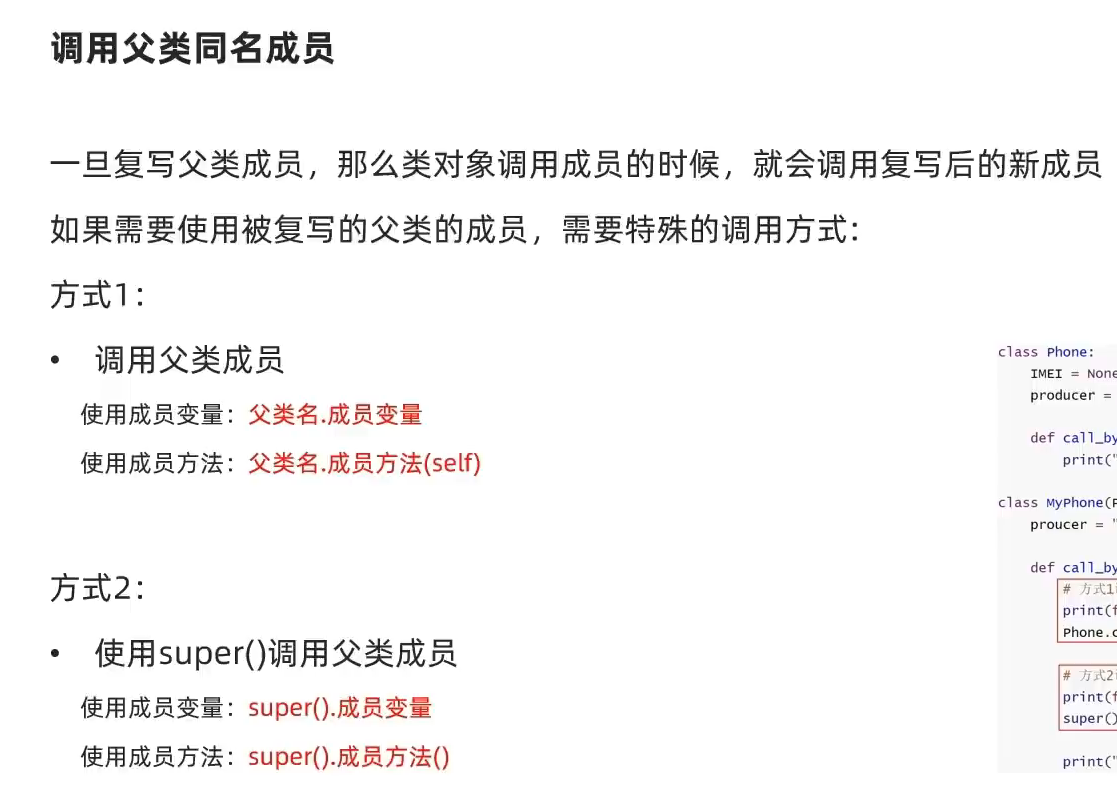 调用父类同名成员
一旦复写父类成员，那么类对象调用成员的时候，就会调用复写后的新成员
如果需要使用被复写的父类的成员，需要特殊的调用方式：
方式1：
• 调用父类成员
使用成员变量：父类名.成员变量
使用成员方法：父类名.成员方法(self)
方式2：
• 使用super()调用父类成员
使用成员变量：super().成员变量
使用成员方法：super().成员方法()
class Phone:
IMEI = None
producer =
def call_by
print("
class MyPhone(
proucer = "
def call_by
# 方式1
print(f
Phone.c
# 方式2
print(f
super()
print("